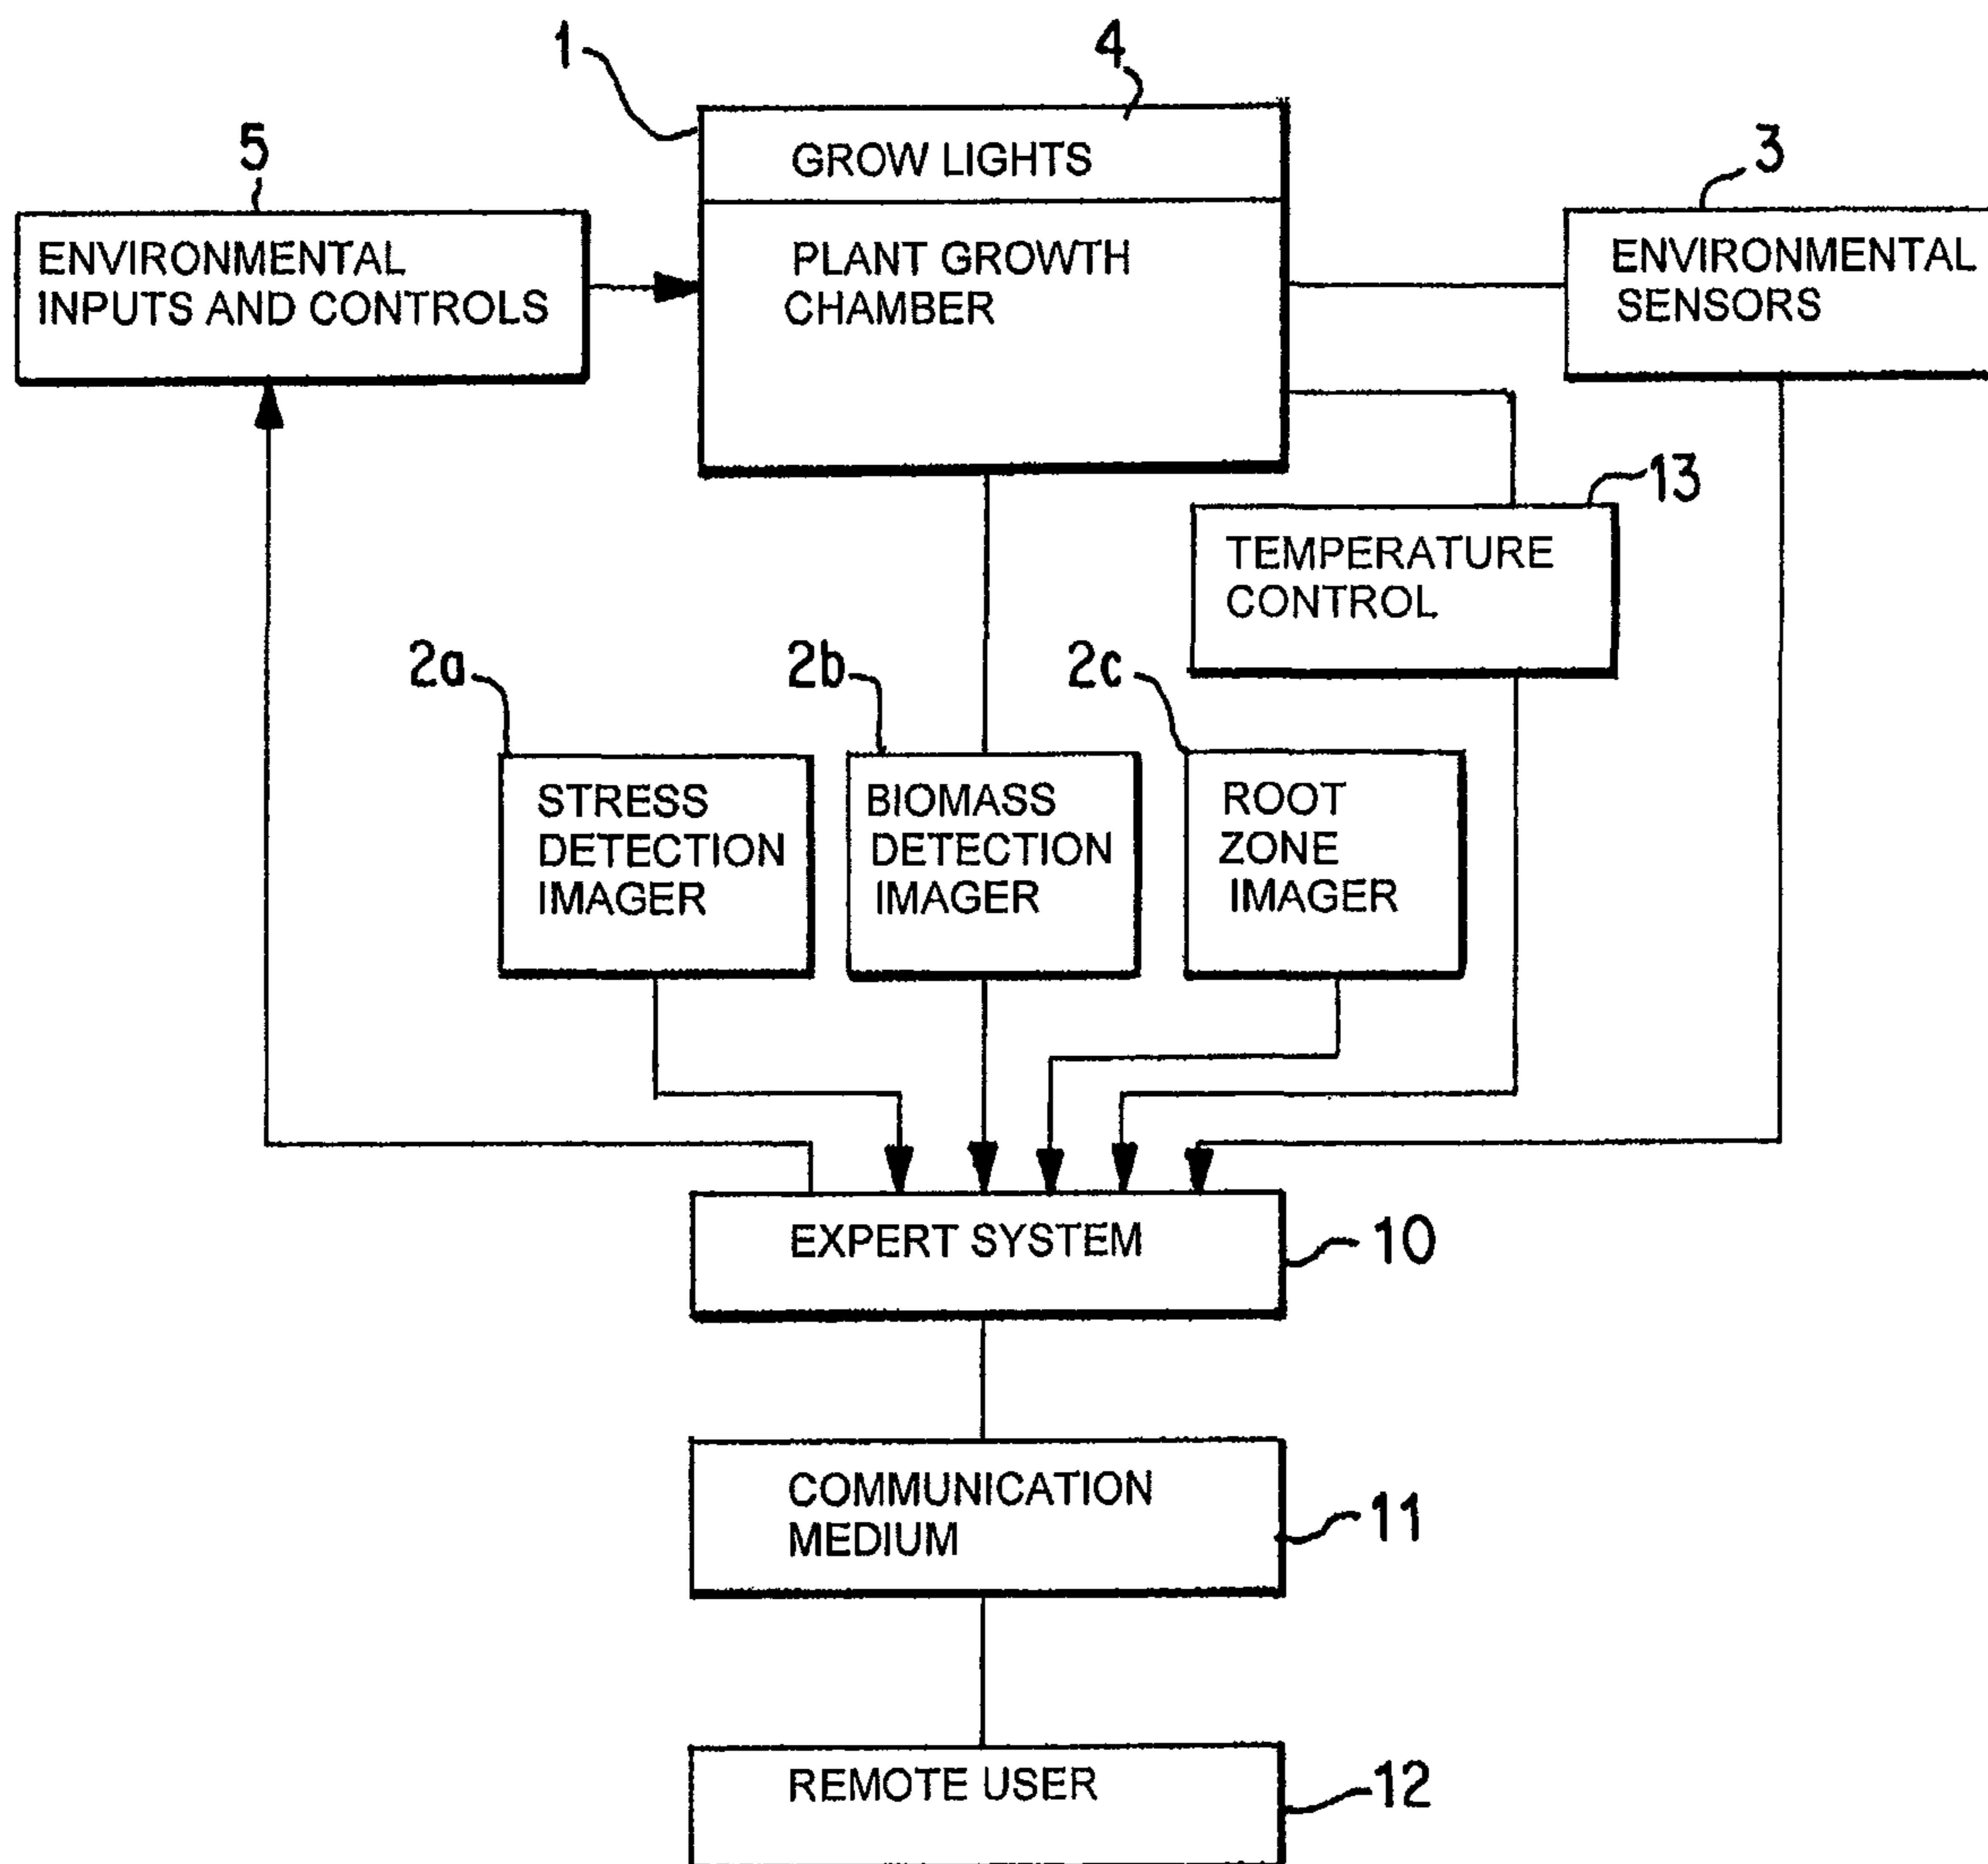 1
4
GROW LIGHTS
5
3
ENVIRONMENTAL
INPUTS AND CONTROLS
PLANT GROWTH
CHAMBER
ENVIRONMENTAL
SENSORS
13
TEMPERATURE
CONTROL
2a
2b
2c
STRESS
DETECTION
IMAGER
BIOMASS
DETECTION
IMAGER
ROOT
ZONE
IMAGER
EXPERT SYSTEM
10
COMMUNICATION
MEDIUM
11
REMOTE USER
12